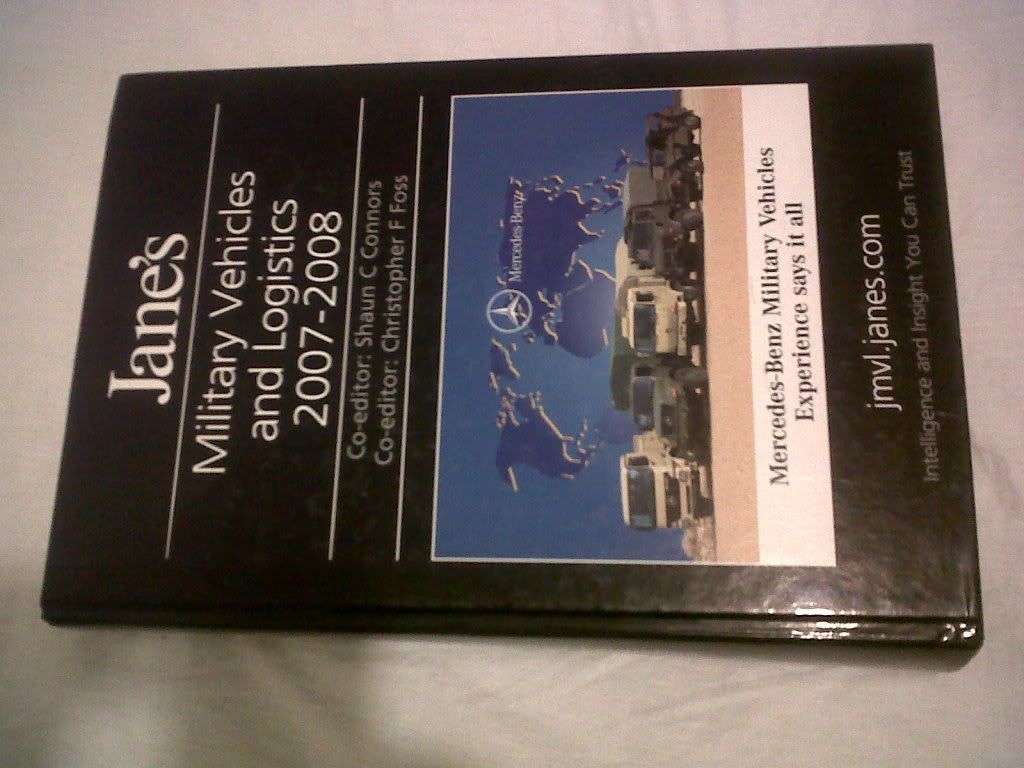 Jane's
Military Vehicles
and Logistics
2007-2008
Co-editor: Shaun C Connors
Co-editor: Christopher F Foss
Mercedes-Benz
Mercedes-Benz Military Vehicles
Experience says it all
jmvl.janes.com
Intelligence and Insight You Can Trust